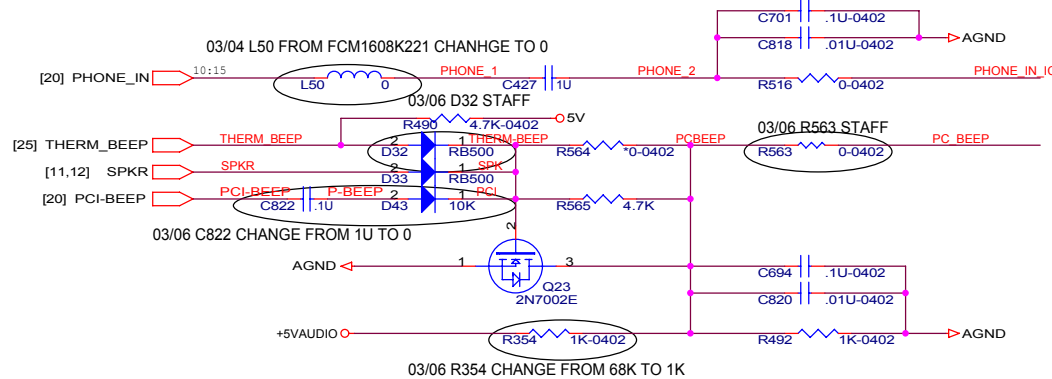 C701 .1U-0402
C818 .01U-0402
AGND
03/04 L50 FROM FCM1608K221 CHANHGE TO 0
[20] PHONE_IN 10:15 L50 0 PHONE_1 C427 1U PHONE_2 R516 0-0402 PHONE_IN_IC
03/06 D32 STAFF
R490 4.7K-0402 5V
03/06 R563 STAFF
[25] THERM_BEEP THERM_BEEP 2 1 THERM-BEEP PCBEEP PC_BEEP
D32 RB500 R564 *0-0402 R563 0-0402
[11,12] SPKR SPKR 2 1 SPK
D33 RB500
[20] PCI-BEEP PCI-BEEP P-BEEP 2 1 PCI
C822 .1U D43 10K R565 4.7K
03/06 C822 CHANGE FROM 1U TO 0
2
AGND 1 3
Q23
2N7002E
C694 .1U-0402
C820 .01U-0402
+5VAUDIO R354 1K-0402 R492 1K-0402 AGND
03/06 R354 CHANGE FROM 68K TO 1K